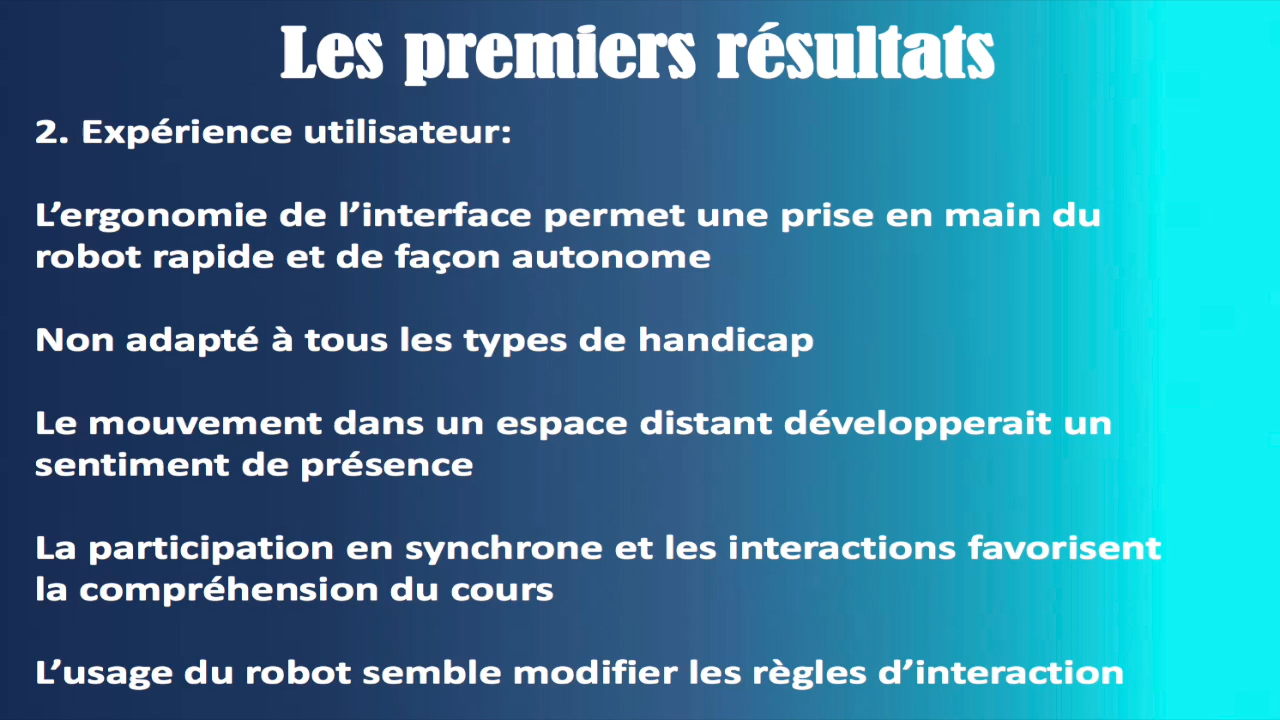 Les premiers résultats
2. Expérience utilisateur:
L’ergonomie de l’interface permet une prise en main du
robot rapide et de façon autonome
Non adapté à tous les types de handicap
Le mouvement dans un espace distant développerait un
sentiment de présence
La participation en synchrone et les interactions favorisent
la compréhension du cours
L’usage du robot semble modifier les règles d’interaction